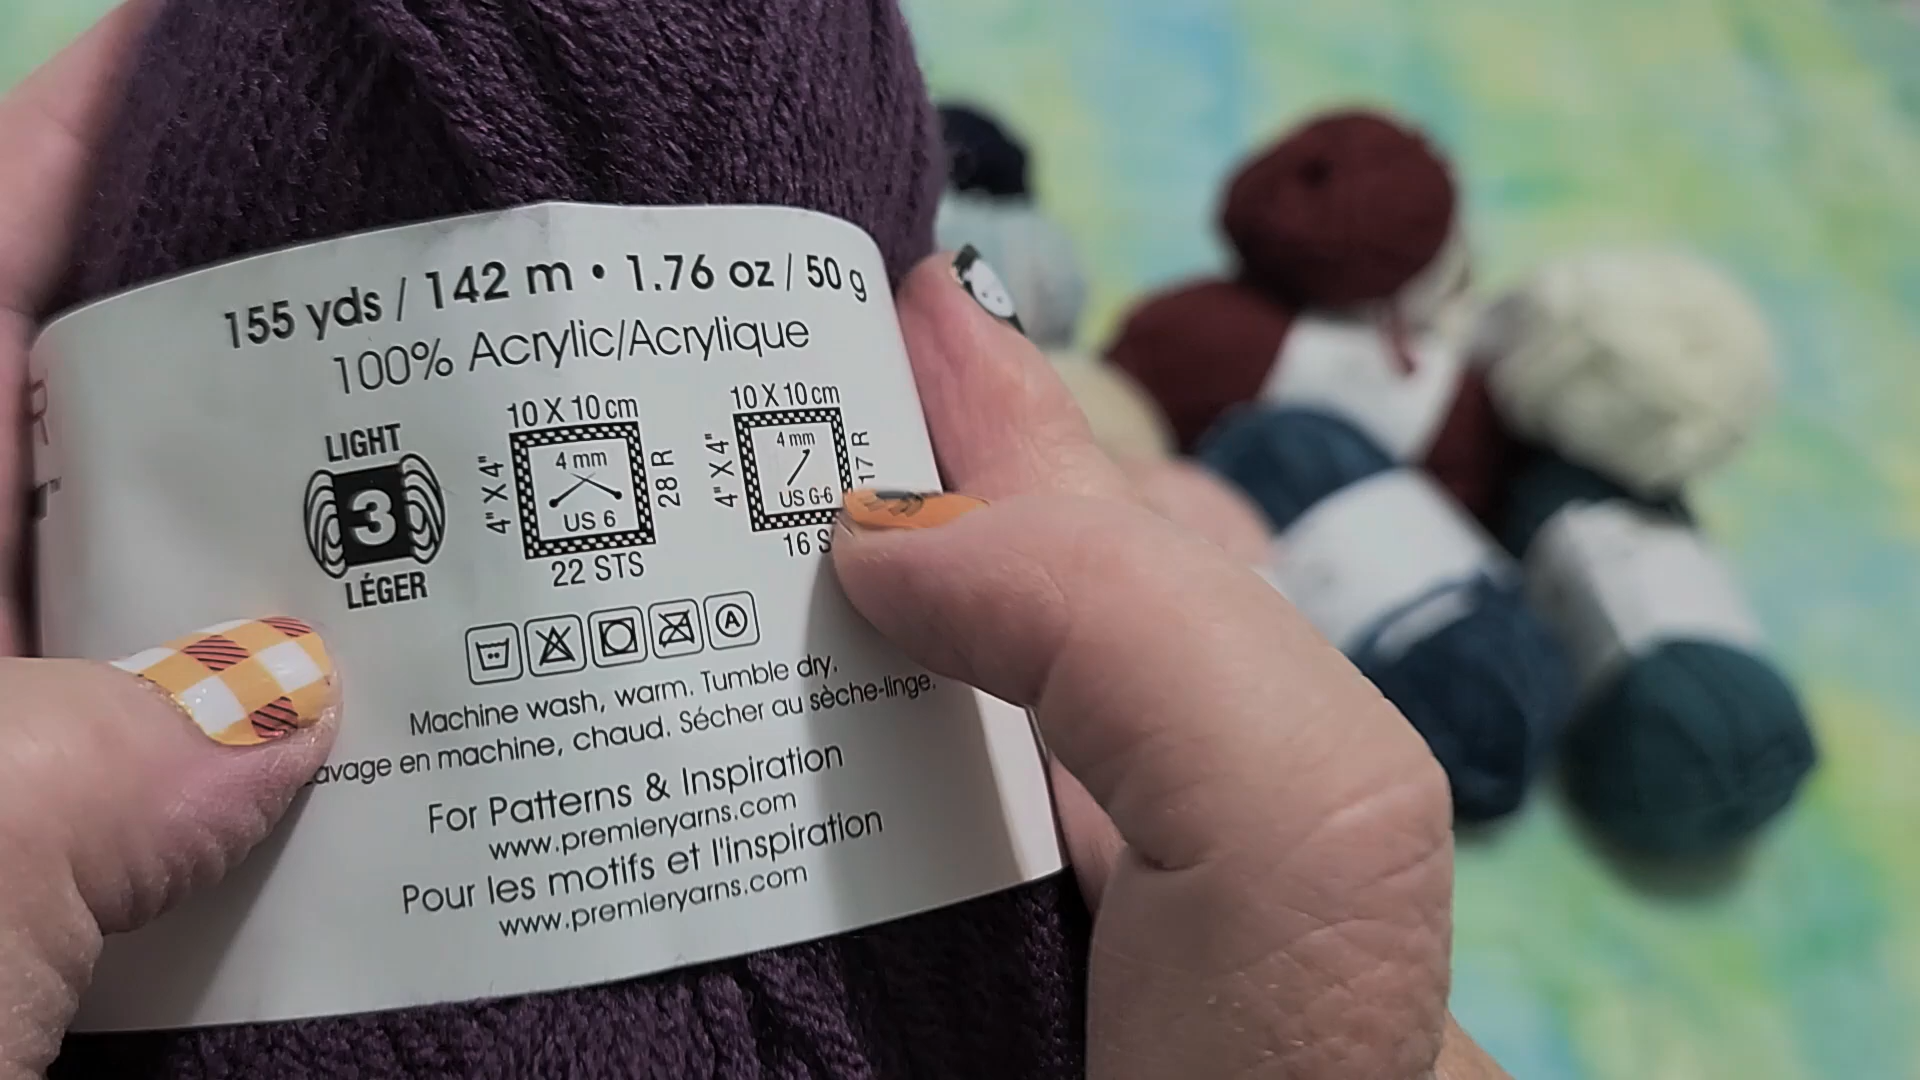 155 yds / 142 m • 1.76 oz / 50 g
100% Acrylic/Acrylique
LIGHT
3
LÉGER
10 X 10 cm
4" X 4"
4 mm
US 6
28 R
22 STS
10 X 10 cm
4" X 4"
4 mm
US G-6
17 R
16 S
A
Machine wash, warm. Tumble dry.
avage en machine, chaud. Sécher au sèche-linge.
For Patterns & Inspiration
www.premieryarns.com
Pour les motifs et l'inspiration
www.premieryarns.com